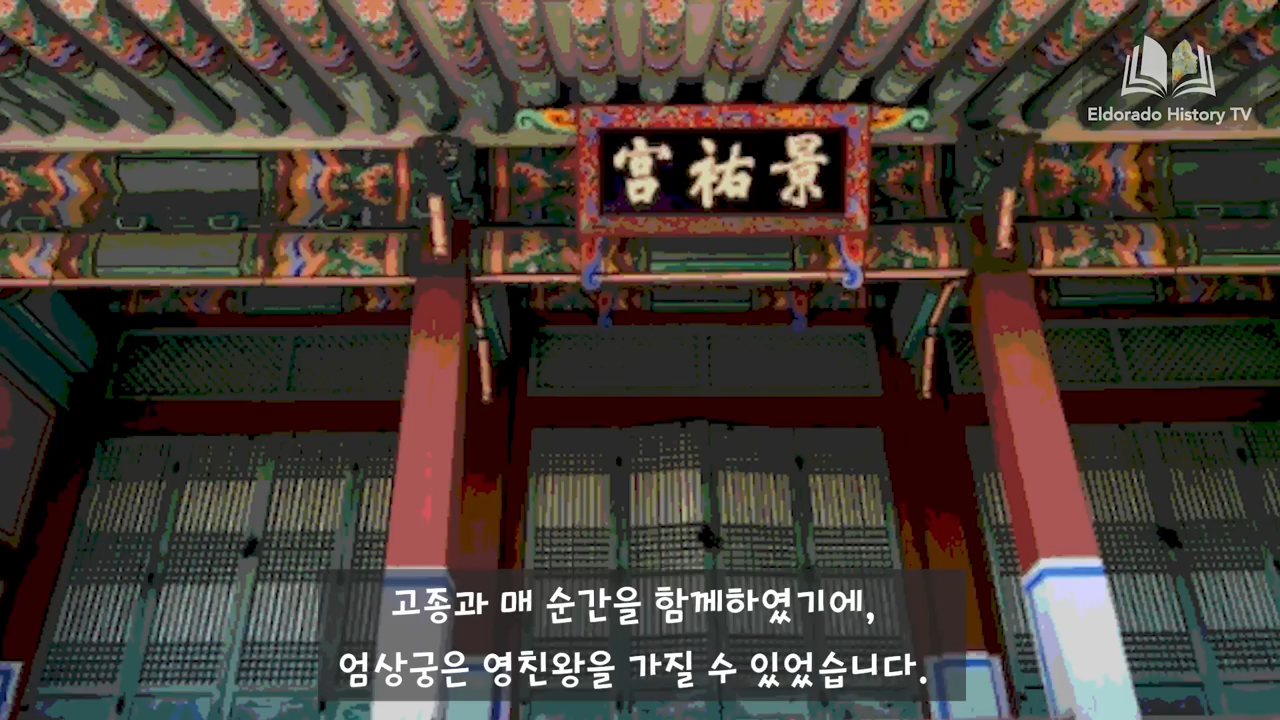 Eldorado History TV
宮祐景
고종과 매 순간을 함께하였기에,
엄상궁은 영친왕을 가질 수 있었습니다.